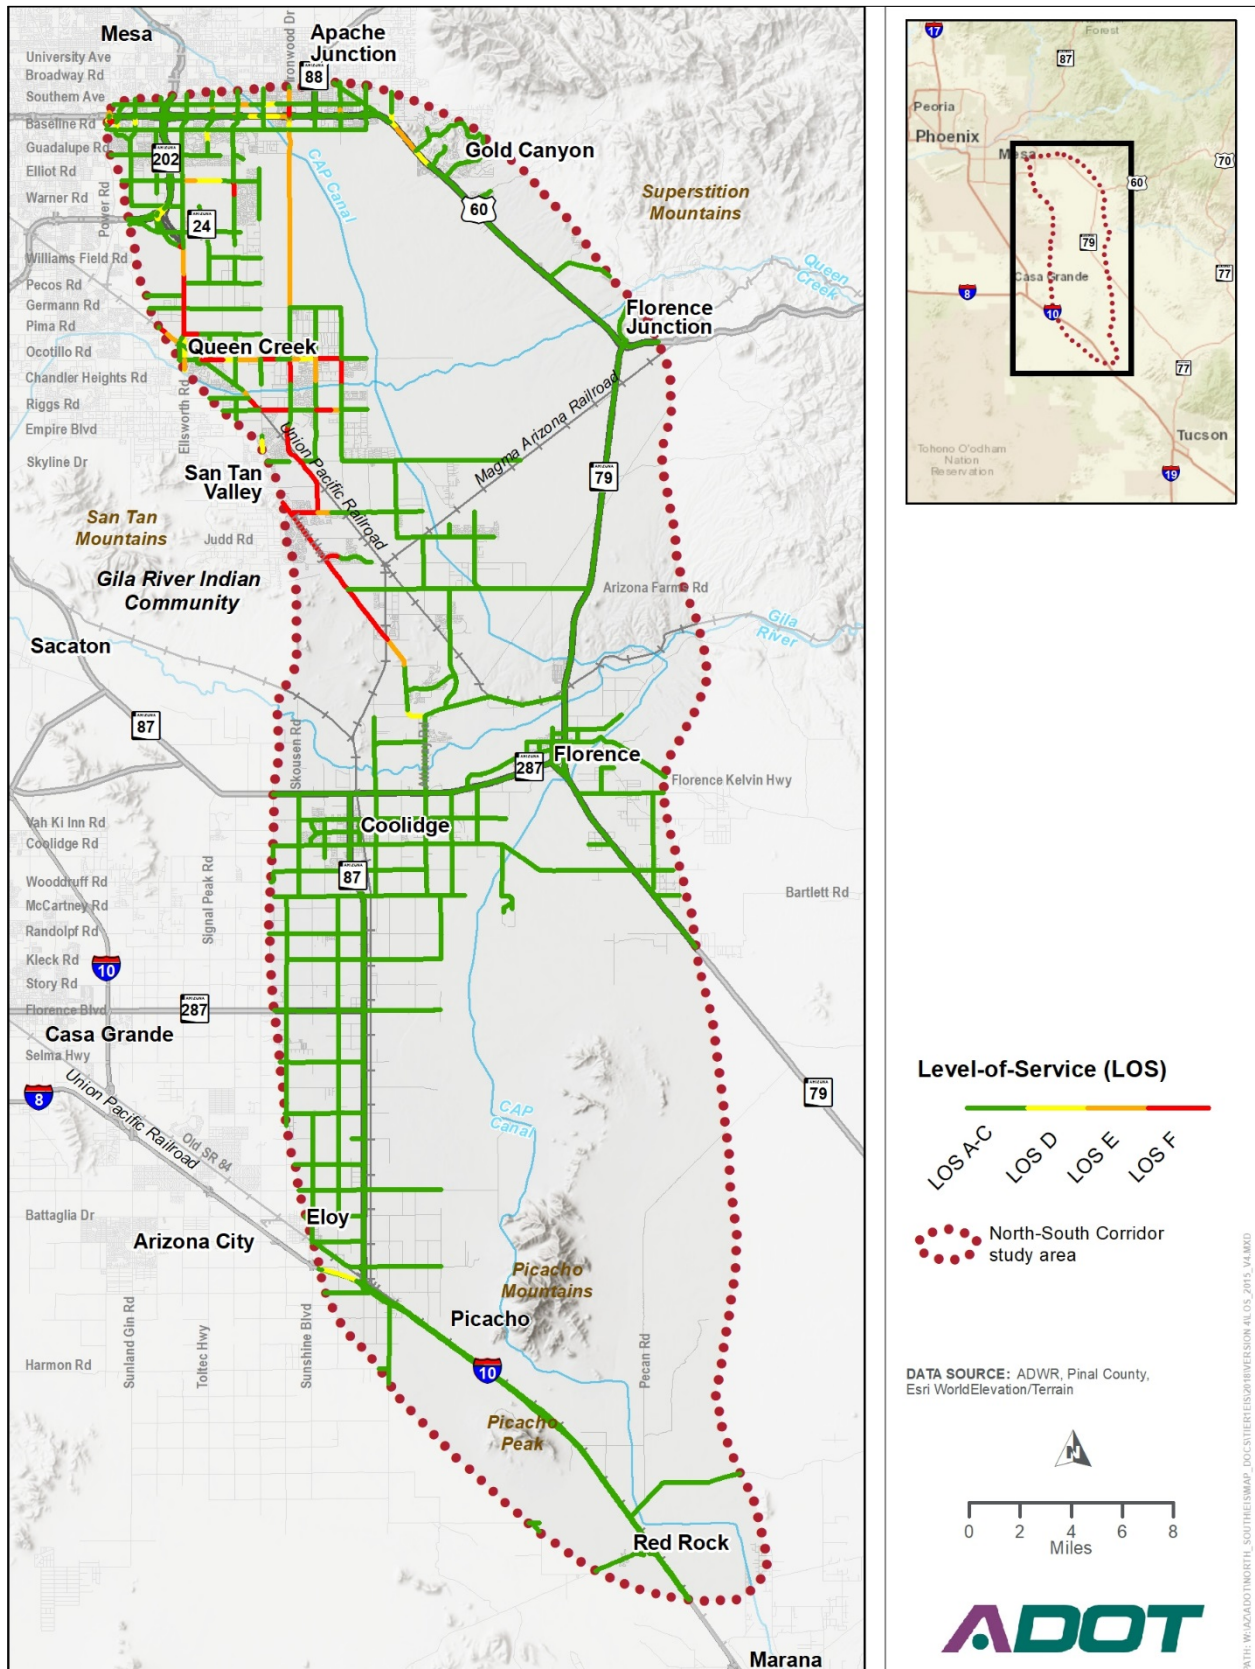 Mesa
Apache
Junction
Ironwood Dr
88
University Ave
Broadway Rd
Southern Ave
Baseline Rd
Guadalupe Rd
Elliot Rd
Warner Rd
Power Rd
202
24
Williams Field Rd
Pecos Rd
Germann Rd
Pima Rd
Ocotillo Rd
Chandler Heights Rd
Riggs Rd
Empire Blvd
Skyline Dr
Ellsworth Rd
CAP Canal
Gold Canyon
60
Superstition
Mountains
Queen
Creek
Florence
Junction
Queen Creek
Magma Arizona Railroad
Union Pacific Railroad
San Tan
Valley
79
San Tan
Mountains
Judd Rd
Gila River Indian
Community
Arizona Farms Rd
Gila
River
Sacaton
87
Skousen Rd
Florence
287
Florence Kelvin Hwy
Vah Ki Inn Rd
Coolidge Rd
Coolidge
87
Wooddruff Rd
McCartney Rd
Randolpf Rd
Kleck Rd
Story Rd
Florence Blvd
Signal Peak Rd
Bartlett Rd
10
287
Casa Grande
Selma Hwy
8
Union Pacific Railroad
Old SR 84
79
CAP
Canal
Battaglia Dr
Eloy
Arizona City
Picacho
Mountains
Picacho
Sunland Gin Rd
Toltec Hwy
Sunshine Blvd
Pecan Rd
Harmon Rd
10
Picacho
Peak
Red Rock
Marana
17
Forest
87
Peoria
Phoenix
Mesa
70
60
79
Casa Grande
77
8
10
77
Tucson
Tohono O'odham
Nation
Reservation
19
Level-of-Service (LOS)
LOS A-C
LOS D
LOS E
LOS F
North-South Corridor
study area
DATA SOURCE: ADWR, Pinal County,
Esri WorldElevation/Terrain
N
0 2 4 6 8
Miles
ADOT